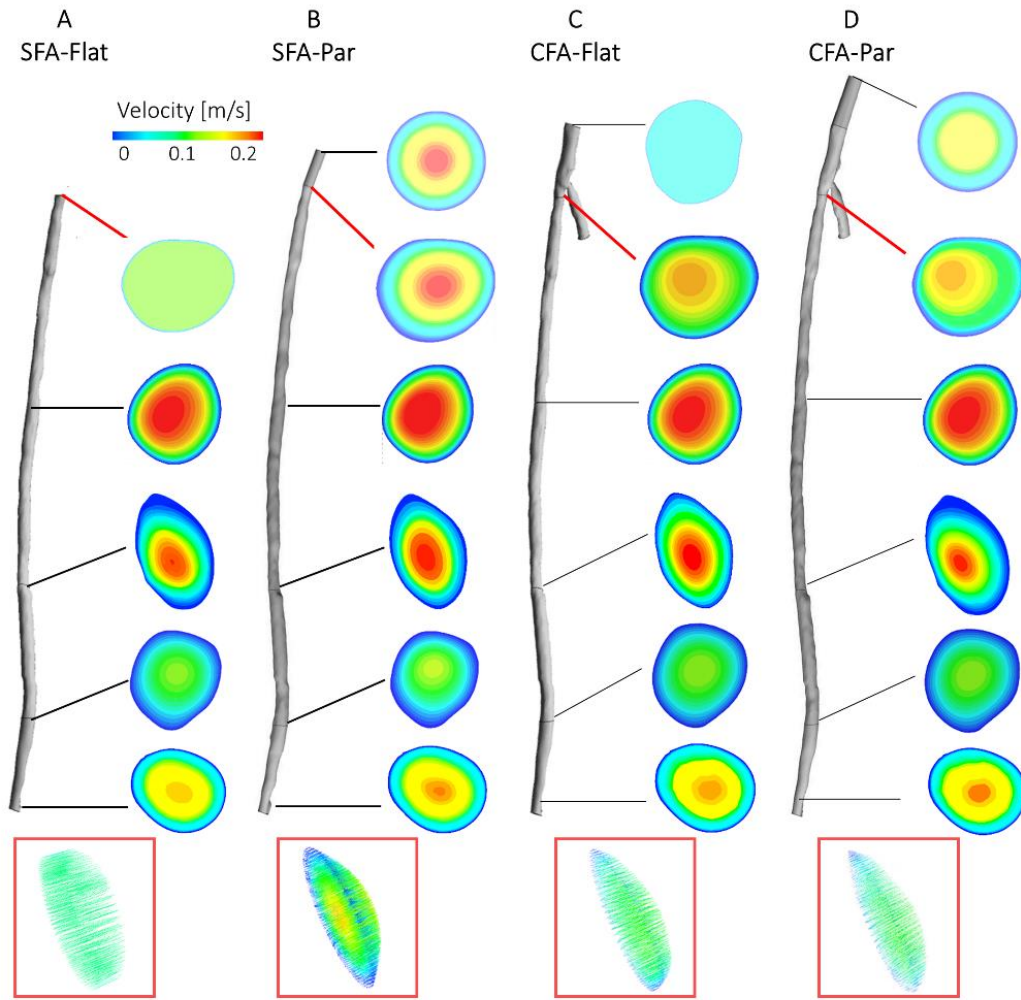 A
SFA-Flat
B
SFA-Par
C
CFA-Flat
D
CFA-Par
Velocity [m/s]
0 0.1 0.2